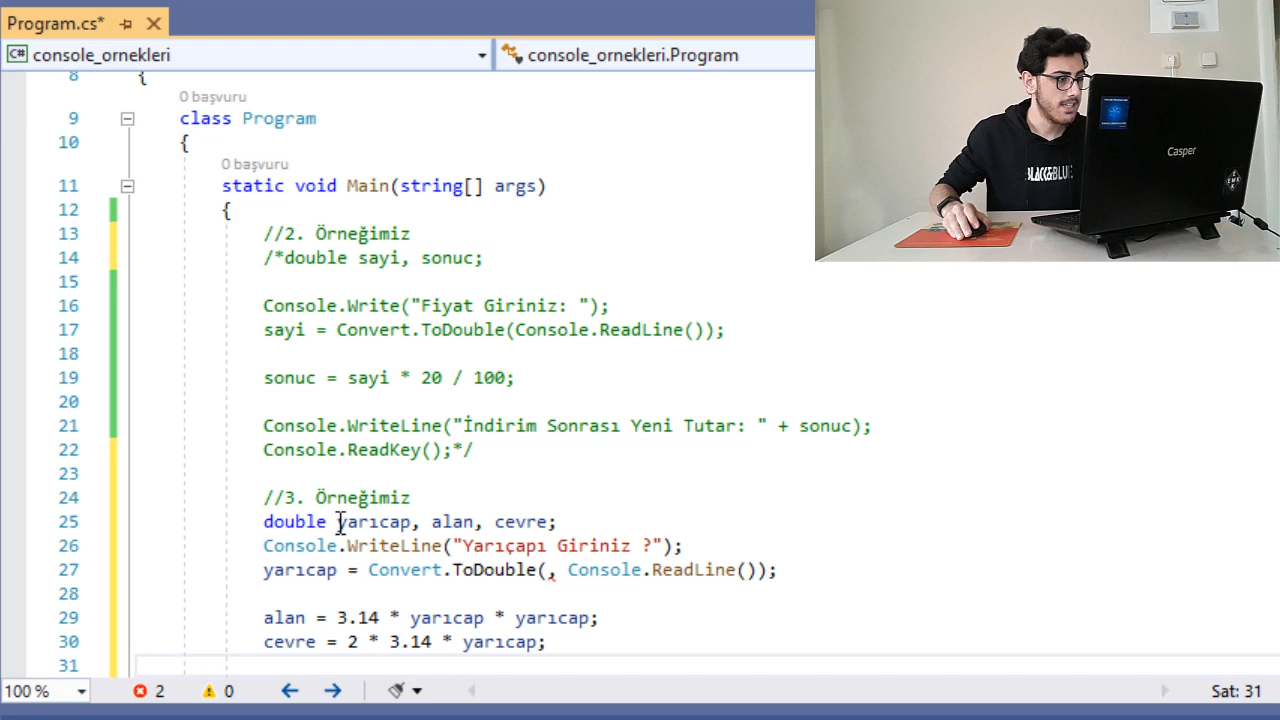 Program.cs*
C# console_ornekleri
console_ornekleri.Program
8 {
0 başvuru
9 class Program
10 {
0 başvuru
11 static void Main(string[] args)
12 {
13 //2. Örneğimiz
14 /*double sayi, sonuc;
15
16 Console.Write("Fiyat Giriniz: ");
17 sayi = Convert.ToDouble(Console.ReadLine());
18
19 sonuc = sayi * 20 / 100;
20
21 Console.WriteLine("İndirim Sonrası Yeni Tutar: " + sonuc);
22 Console.ReadKey();*/
23
24 //3. Örneğimiz
25 double yarıcap, alan, cevre;
26 Console.WriteLine("Yarıçapı Giriniz ?");
27 yarıcap = Convert.ToDouble(, Console.ReadLine());
28
29 alan = 3.14 * yarıcap * yarıcap;
30 cevre = 2 * 3.14 * yarıcap;
31
100 % 2 0 Sat: 31
Casper
BLACK&BLUE